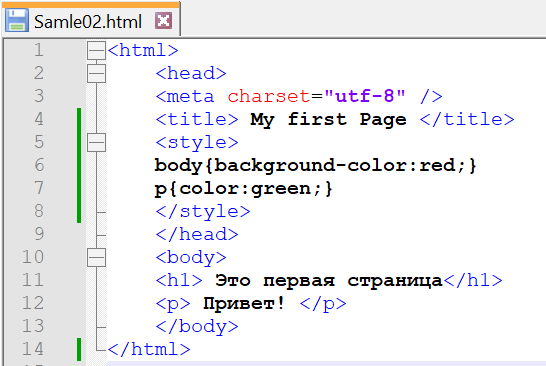 Samle02.html
1 <html>
2 <head>
3 <meta charset="utf-8" />
4 <title> My first Page </title>
5 <style>
6 body{background-color:red;}
7 p{color:green;}
8 </style>
9 </head>
10 <body>
11 <h1> Это первая страница</h1>
12 <p> Привет! </p>
13 </body>
14 </html>